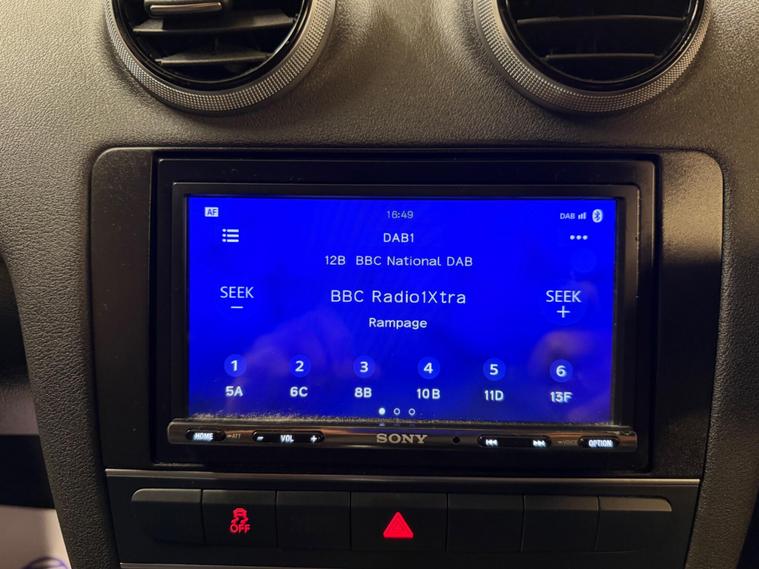 AF 16:49 DAB
DAB1
12B BBC National DAB
SEEK BBC Radio1Xtra SEEK
− Rampage +
1 2 3 4 5 6
5A 6C 8B 10B 11D 13F
HOME ATT − VOL + SONY OPTION
OFF